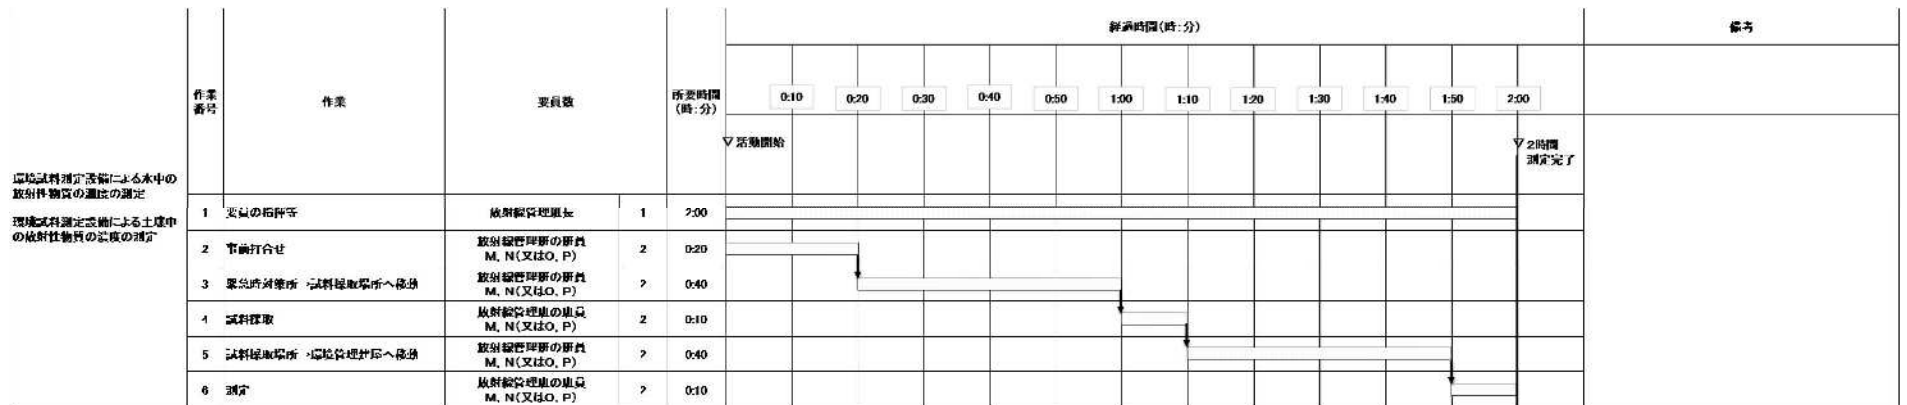 経過時間(時:分)
備考
作業
番号
作業
要員数
所要時間
(時:分)
0:10
0:20
0:30
0:40
0:50
1:00
1:10
1:20
1:30
1:40
1:50
2:00
▽活動開始
▽2時間
測定完了
環境試料測定設備による水中の
放射性物質の濃度の測定
環境試料測定設備による土壌中
の放射性物質の濃度の測定
1 要員の指揮等 放射線管理班長 1 2:00
2 事前打合せ 放射線管理班の班員
M, N(又はO, P) 2 0:20
3 緊急時対策所→試料採取場所へ移動 放射線管理班の班員
M, N(又はO, P) 2 0:40
4 試料採取 放射線管理班の班員
M, N(又はO, P) 2 0:10
5 試料採取場所→環境管理建屋へ移動 放射線管理班の班員
M, N(又はO, P) 2 0:40
6 測定 放射線管理班の班員
M, N(又はO, P) 2 0:10